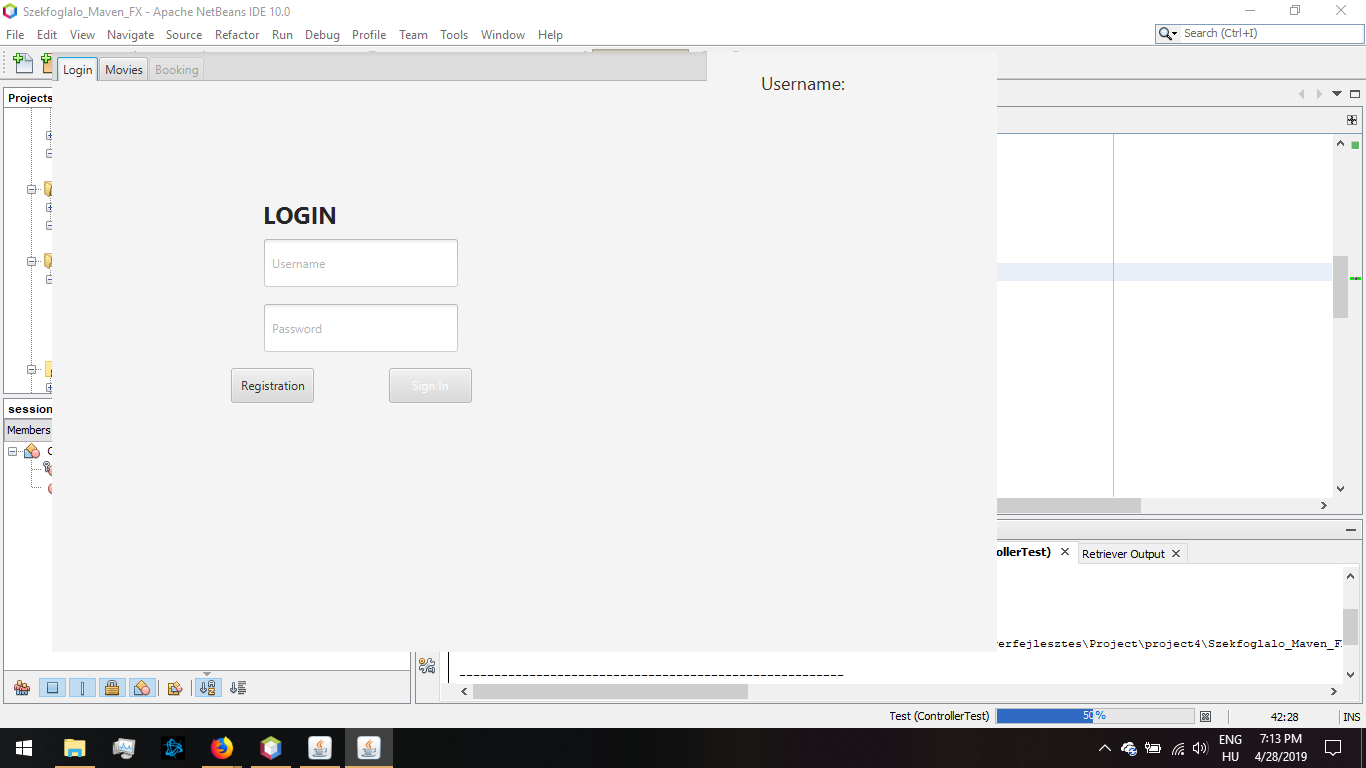 Szekfoglalo_Maven_FX - Apache NetBeans IDE 10.0
File Edit View Navigate Source Refactor Run Debug Profile Team Tools Window Help
Search (Ctrl+I)
Login Movies Booking
Username:
Projects
LOGIN
Username
Password
Registration Sign In
session
Members
ollerTest) Retriever Output
verfejlesztes\Project\project4\Szekfoglalo_Maven_F
--------------------------------------------------------
Test (ControllerTest) 50 % 42:28 INS
ENG 7:13 PM
HU 4/28/2019